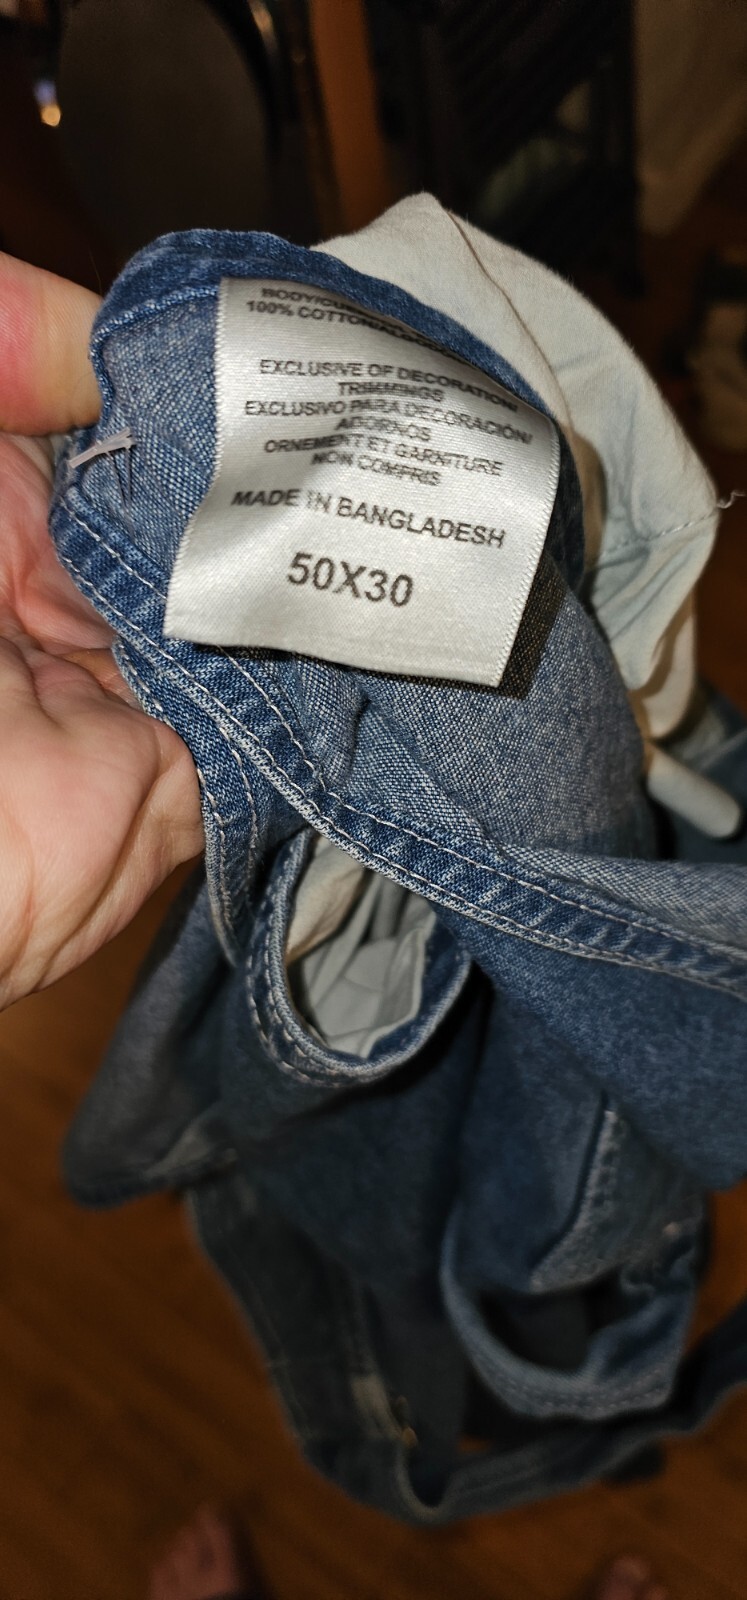 100% COTTON/ALGODON
EXCLUSIVE OF DECORATION/
TRIMMINGS
EXCLUSIVO PARA DECORACIÓN/
ADORNOS
ORNEMENT ET GARNITURE
NON COMPRIS
MADE IN BANGLADESH
50X30